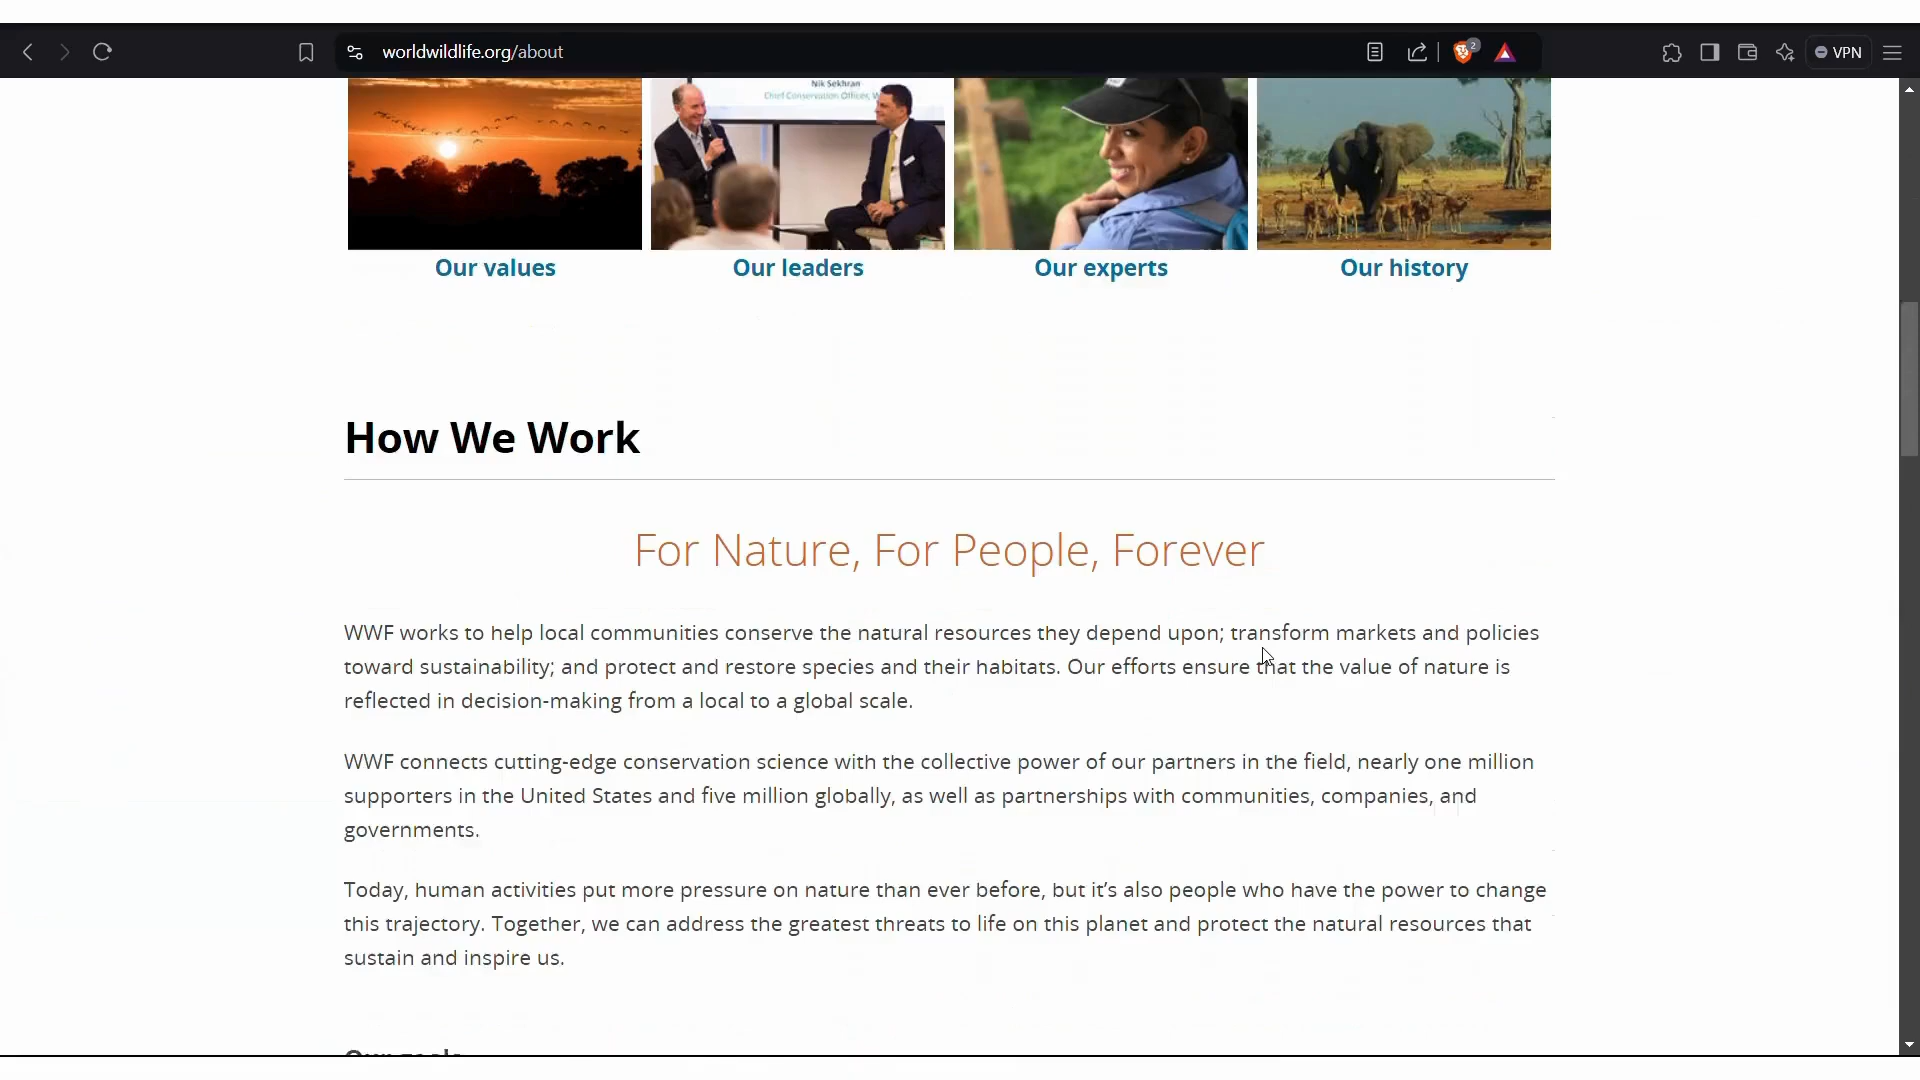 worldwildlife.org/about
2
VPN
Nik Sekhran
Chief Conservation Officer, W
Our values
Our leaders
Our experts
Our history
How We Work
For Nature, For People, Forever
WWF works to help local communities conserve the natural resources they depend upon; transform markets and policies
toward sustainability; and protect and restore species and their habitats. Our efforts ensure that the value of nature is
reflected in decision-making from a local to a global scale.
WWF connects cutting-edge conservation science with the collective power of our partners in the field, nearly one million
supporters in the United States and five million globally, as well as partnerships with communities, companies, and
governments.
Today, human activities put more pressure on nature than ever before, but it’s also people who have the power to change
this trajectory. Together, we can address the greatest threats to life on this planet and protect the natural resources that
sustain and inspire us.
Our goals